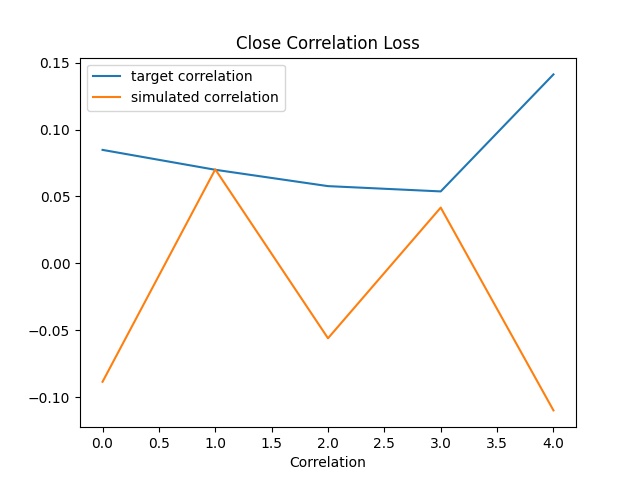 Close Correlation Loss
target correlation
simulated correlation
0.15
0.10
0.05
0.00
−0.05
−0.10
0.0 0.5 1.0 1.5 2.0 2.5 3.0 3.5 4.0
Correlation